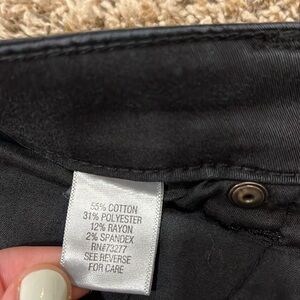 55% COTTON
31% POLYESTER
12% RAYON
2% SPANDEX
RN#73277
SEE REVERSE
FOR CARE